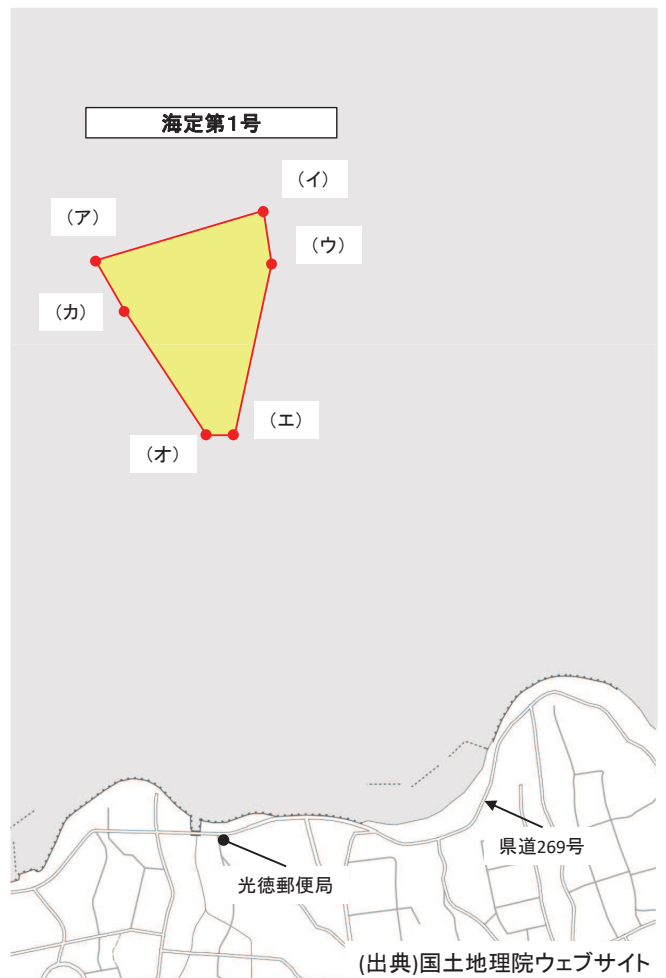 海定第1号
（イ）
（ア）
（ウ）
（カ）
（エ）
（オ）
県道269号
光徳郵便局
(出典)国土地理院ウェブサイト